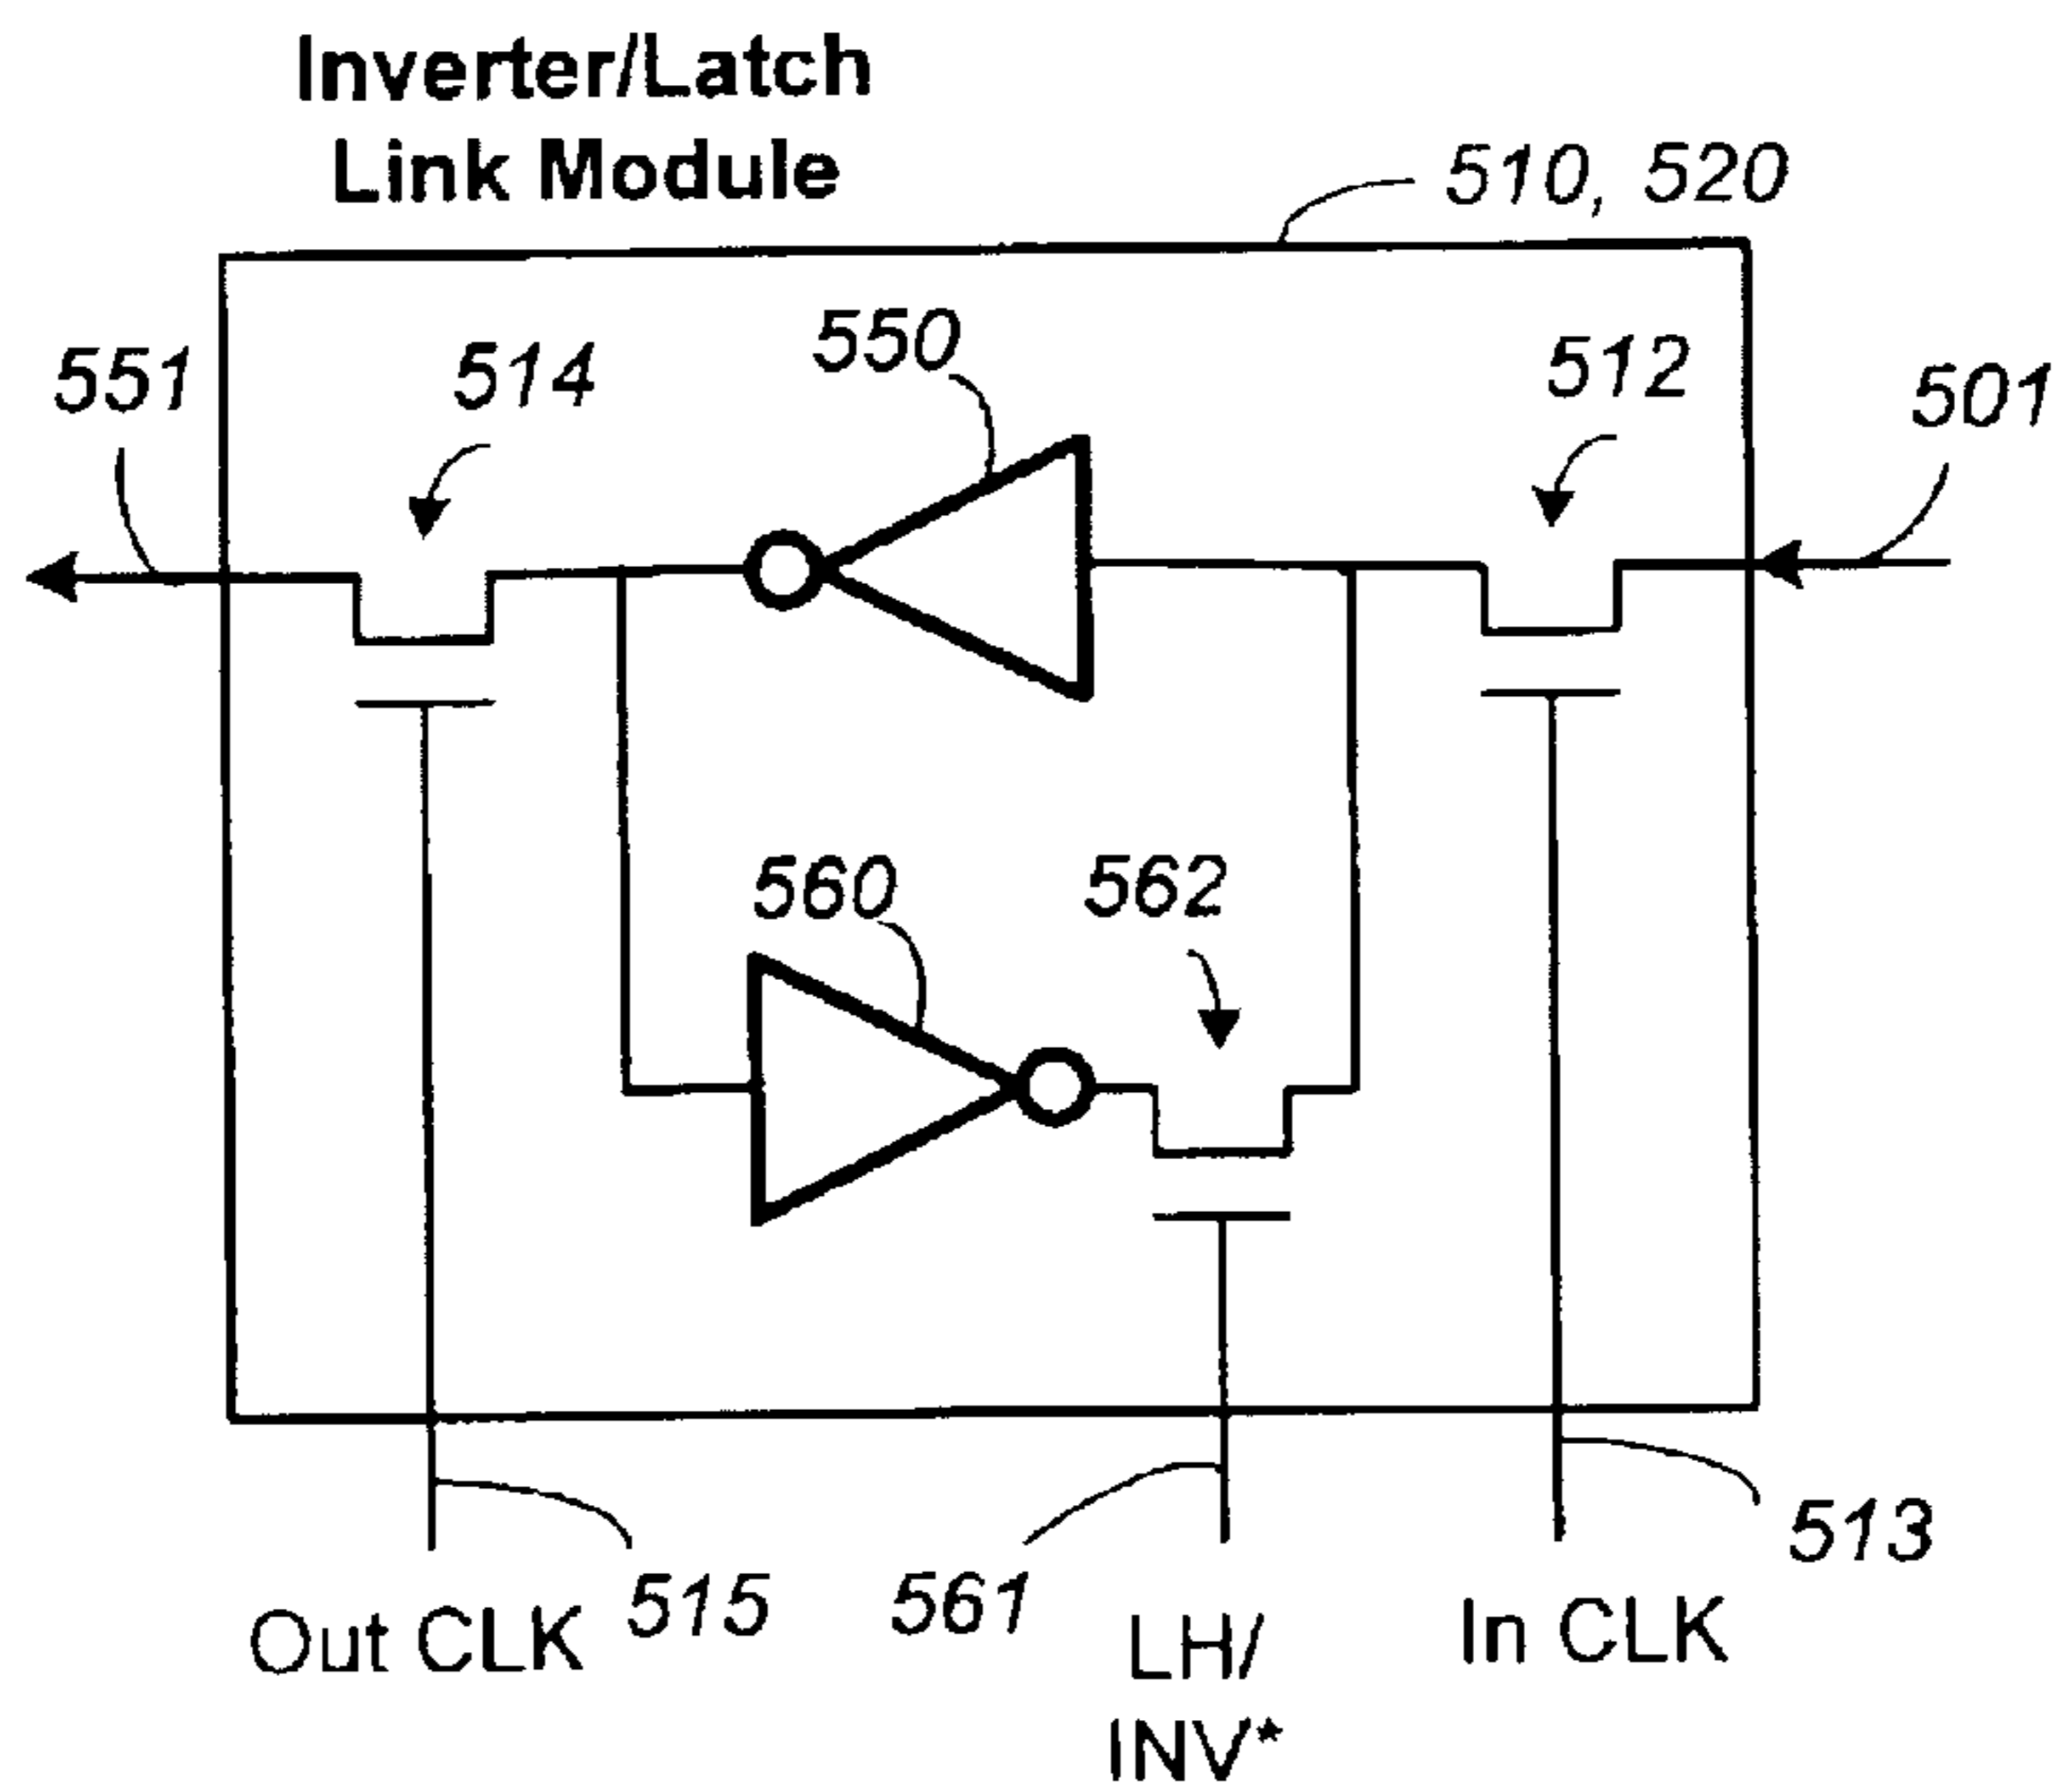 Inverter/Latch
Link Module
510, 520
550
512
551
514
501
560
562
513
515
561
Out CLK
LH/
INV*
In CLK